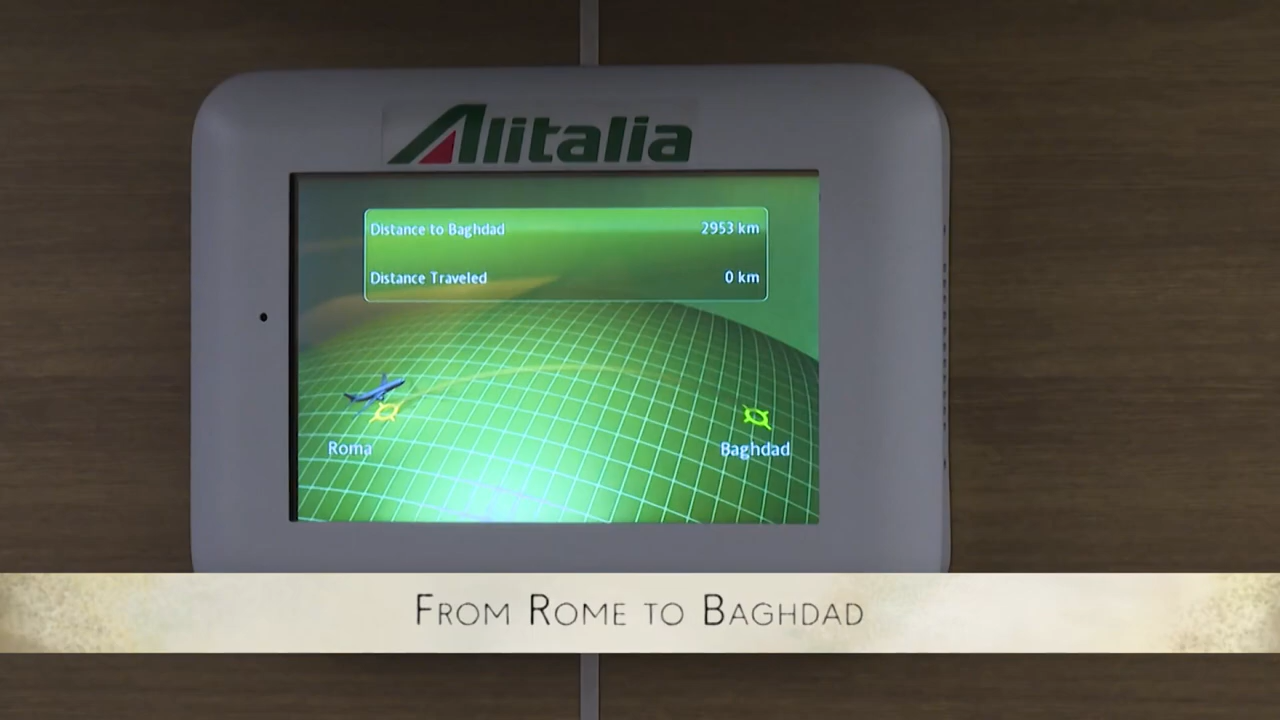 Alitalia
Distance to Baghdad 2953 km
Distance Traveled 0 km
Roma Baghdad
From Rome to Baghdad